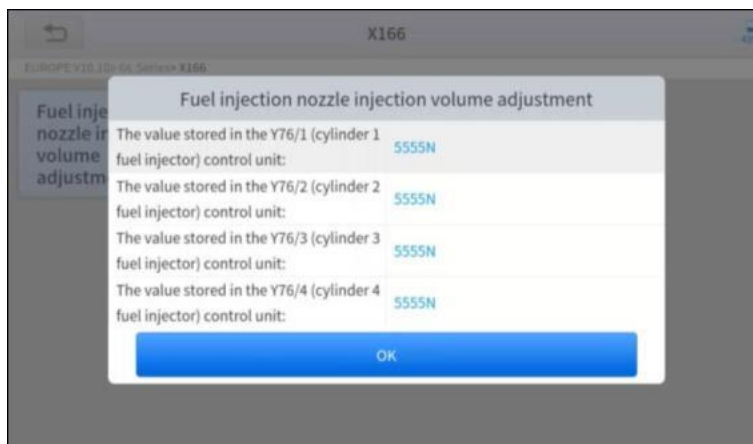 X166
EUROPE V10.10> GL Series> X166
Fuel inje
nozzle in
volume
adjustm
Fuel injection nozzle injection volume adjustment
The value stored in the Y76/1 (cylinder 1
fuel injector) control unit:
5555N
The value stored in the Y76/2 (cylinder 2
fuel injector) control unit:
5555N
The value stored in the Y76/3 (cylinder 3
fuel injector) control unit:
5555N
The value stored in the Y76/4 (cylinder 4
fuel injector) control unit:
5555N
OK